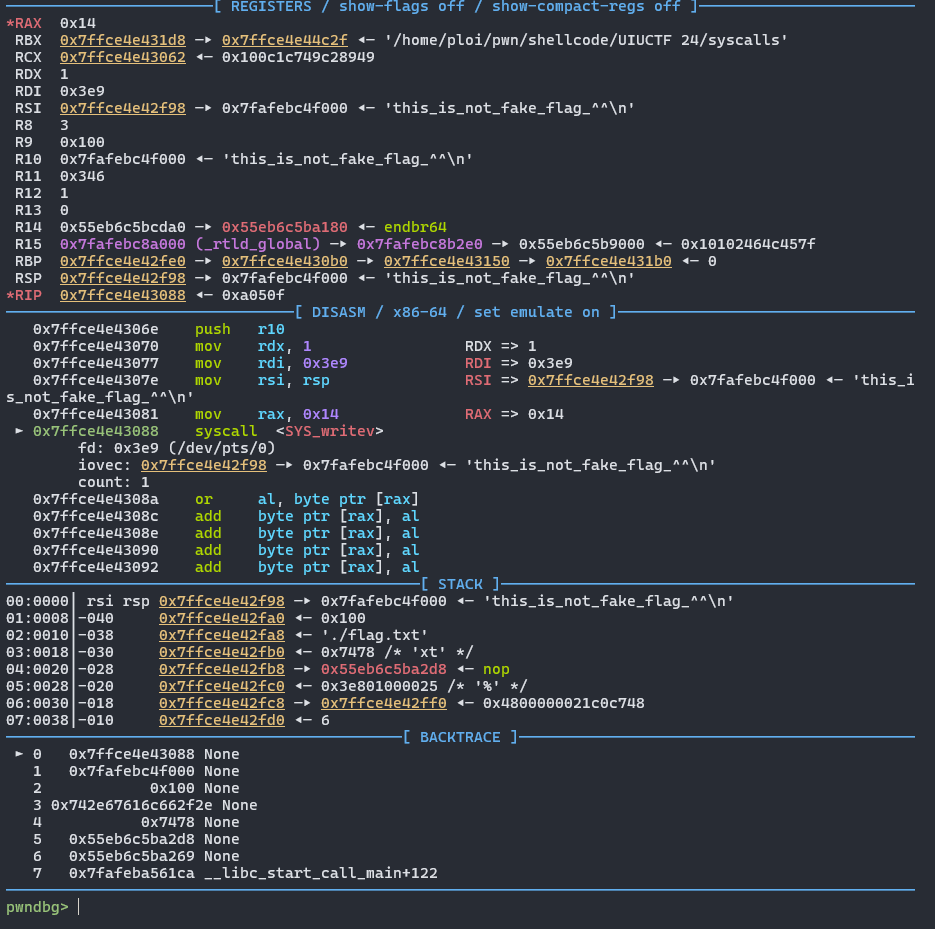 [ REGISTERS / show-flags off / show-compact-regs off ]
*RAX  0x14
 RBX  0x7ffce4e431d8 —▸ 0x7ffce4e44c2f ◂— '/home/ploi/pwn/shellcode/UIUCTF 24/syscalls'
 RCX  0x7ffce4e43062 ◂— 0x100c1c749c28949
 RDX  1
 RDI  0x3e9
 RSI  0x7ffce4e42f98 —▸ 0x7fafebc4f000 ◂— 'this_is_not_fake_flag_^^\n'
 R8   3
 R9   0x100
 R10  0x7fafebc4f000 ◂— 'this_is_not_fake_flag_^^\n'
 R11  0x346
 R12  1
 R13  0
 R14  0x55eb6c5bcda0 —▸ 0x55eb6c5ba180 ◂— endbr64
 R15  0x7fafebc8a000 (_rtld_global) —▸ 0x7fafebc8b2e0 —▸ 0x55eb6c5b9000 ◂— 0x10102464c457f
 RBP  0x7ffce4e42fe0 —▸ 0x7ffce4e430b0 —▸ 0x7ffce4e43150 —▸ 0x7ffce4e431b0 ◂— 0
 RSP  0x7ffce4e42f98 —▸ 0x7fafebc4f000 ◂— 'this_is_not_fake_flag_^^\n'
*RIP  0x7ffce4e43088 ◂— 0xa050f
[ DISASM / x86-64 / set emulate on ]
   0x7ffce4e4306e    push   r10
   0x7ffce4e43070    mov    rdx, 1                 RDX => 1
   0x7ffce4e43077    mov    rdi, 0x3e9             RDI => 0x3e9
   0x7ffce4e4307e    mov    rsi, rsp               RSI => 0x7ffce4e42f98 —▸ 0x7fafebc4f000 ◂— 'this_i
s_not_fake_flag_^^\n'
   0x7ffce4e43081    mov    rax, 0x14              RAX => 0x14
 ► 0x7ffce4e43088    syscall  <SYS_writev>
        fd: 0x3e9 (/dev/pts/0)
        iovec: 0x7ffce4e42f98 —▸ 0x7fafebc4f000 ◂— 'this_is_not_fake_flag_^^\n'
        count: 1
   0x7ffce4e4308a    or     al, byte ptr [rax]
   0x7ffce4e4308c    add    byte ptr [rax], al
   0x7ffce4e4308e    add    byte ptr [rax], al
   0x7ffce4e43090    add    byte ptr [rax], al
   0x7ffce4e43092    add    byte ptr [rax], al
[ STACK ]
00:0000│ rsi rsp 0x7ffce4e42f98 —▸ 0x7fafebc4f000 ◂— 'this_is_not_fake_flag_^^\n'
01:0008│-040     0x7ffce4e42fa0 ◂— 0x100
02:0010│-038     0x7ffce4e42fa8 ◂— './flag.txt'
03:0018│-030     0x7ffce4e42fb0 ◂— 0x7478 /* 'xt' */
04:0020│-028     0x7ffce4e42fb8 —▸ 0x55eb6c5ba2d8 ◂— nop
05:0028│-020     0x7ffce4e42fc0 ◂— 0x3e801000025 /* '%' */
06:0030│-018     0x7ffce4e42fc8 —▸ 0x7ffce4e42ff0 ◂— 0x4800000021c0c748
07:0038│-010     0x7ffce4e42fd0 ◂— 6
[ BACKTRACE ]
 ► 0   0x7ffce4e43088 None
   1   0x7fafebc4f000 None
   2            0x100 None
   3 0x742e67616c662f2e None
   4           0x7478 None
   5   0x55eb6c5ba2d8 None
   6   0x55eb6c5ba269 None
   7   0x7fafeba561ca __libc_start_call_main+122
pwndbg>